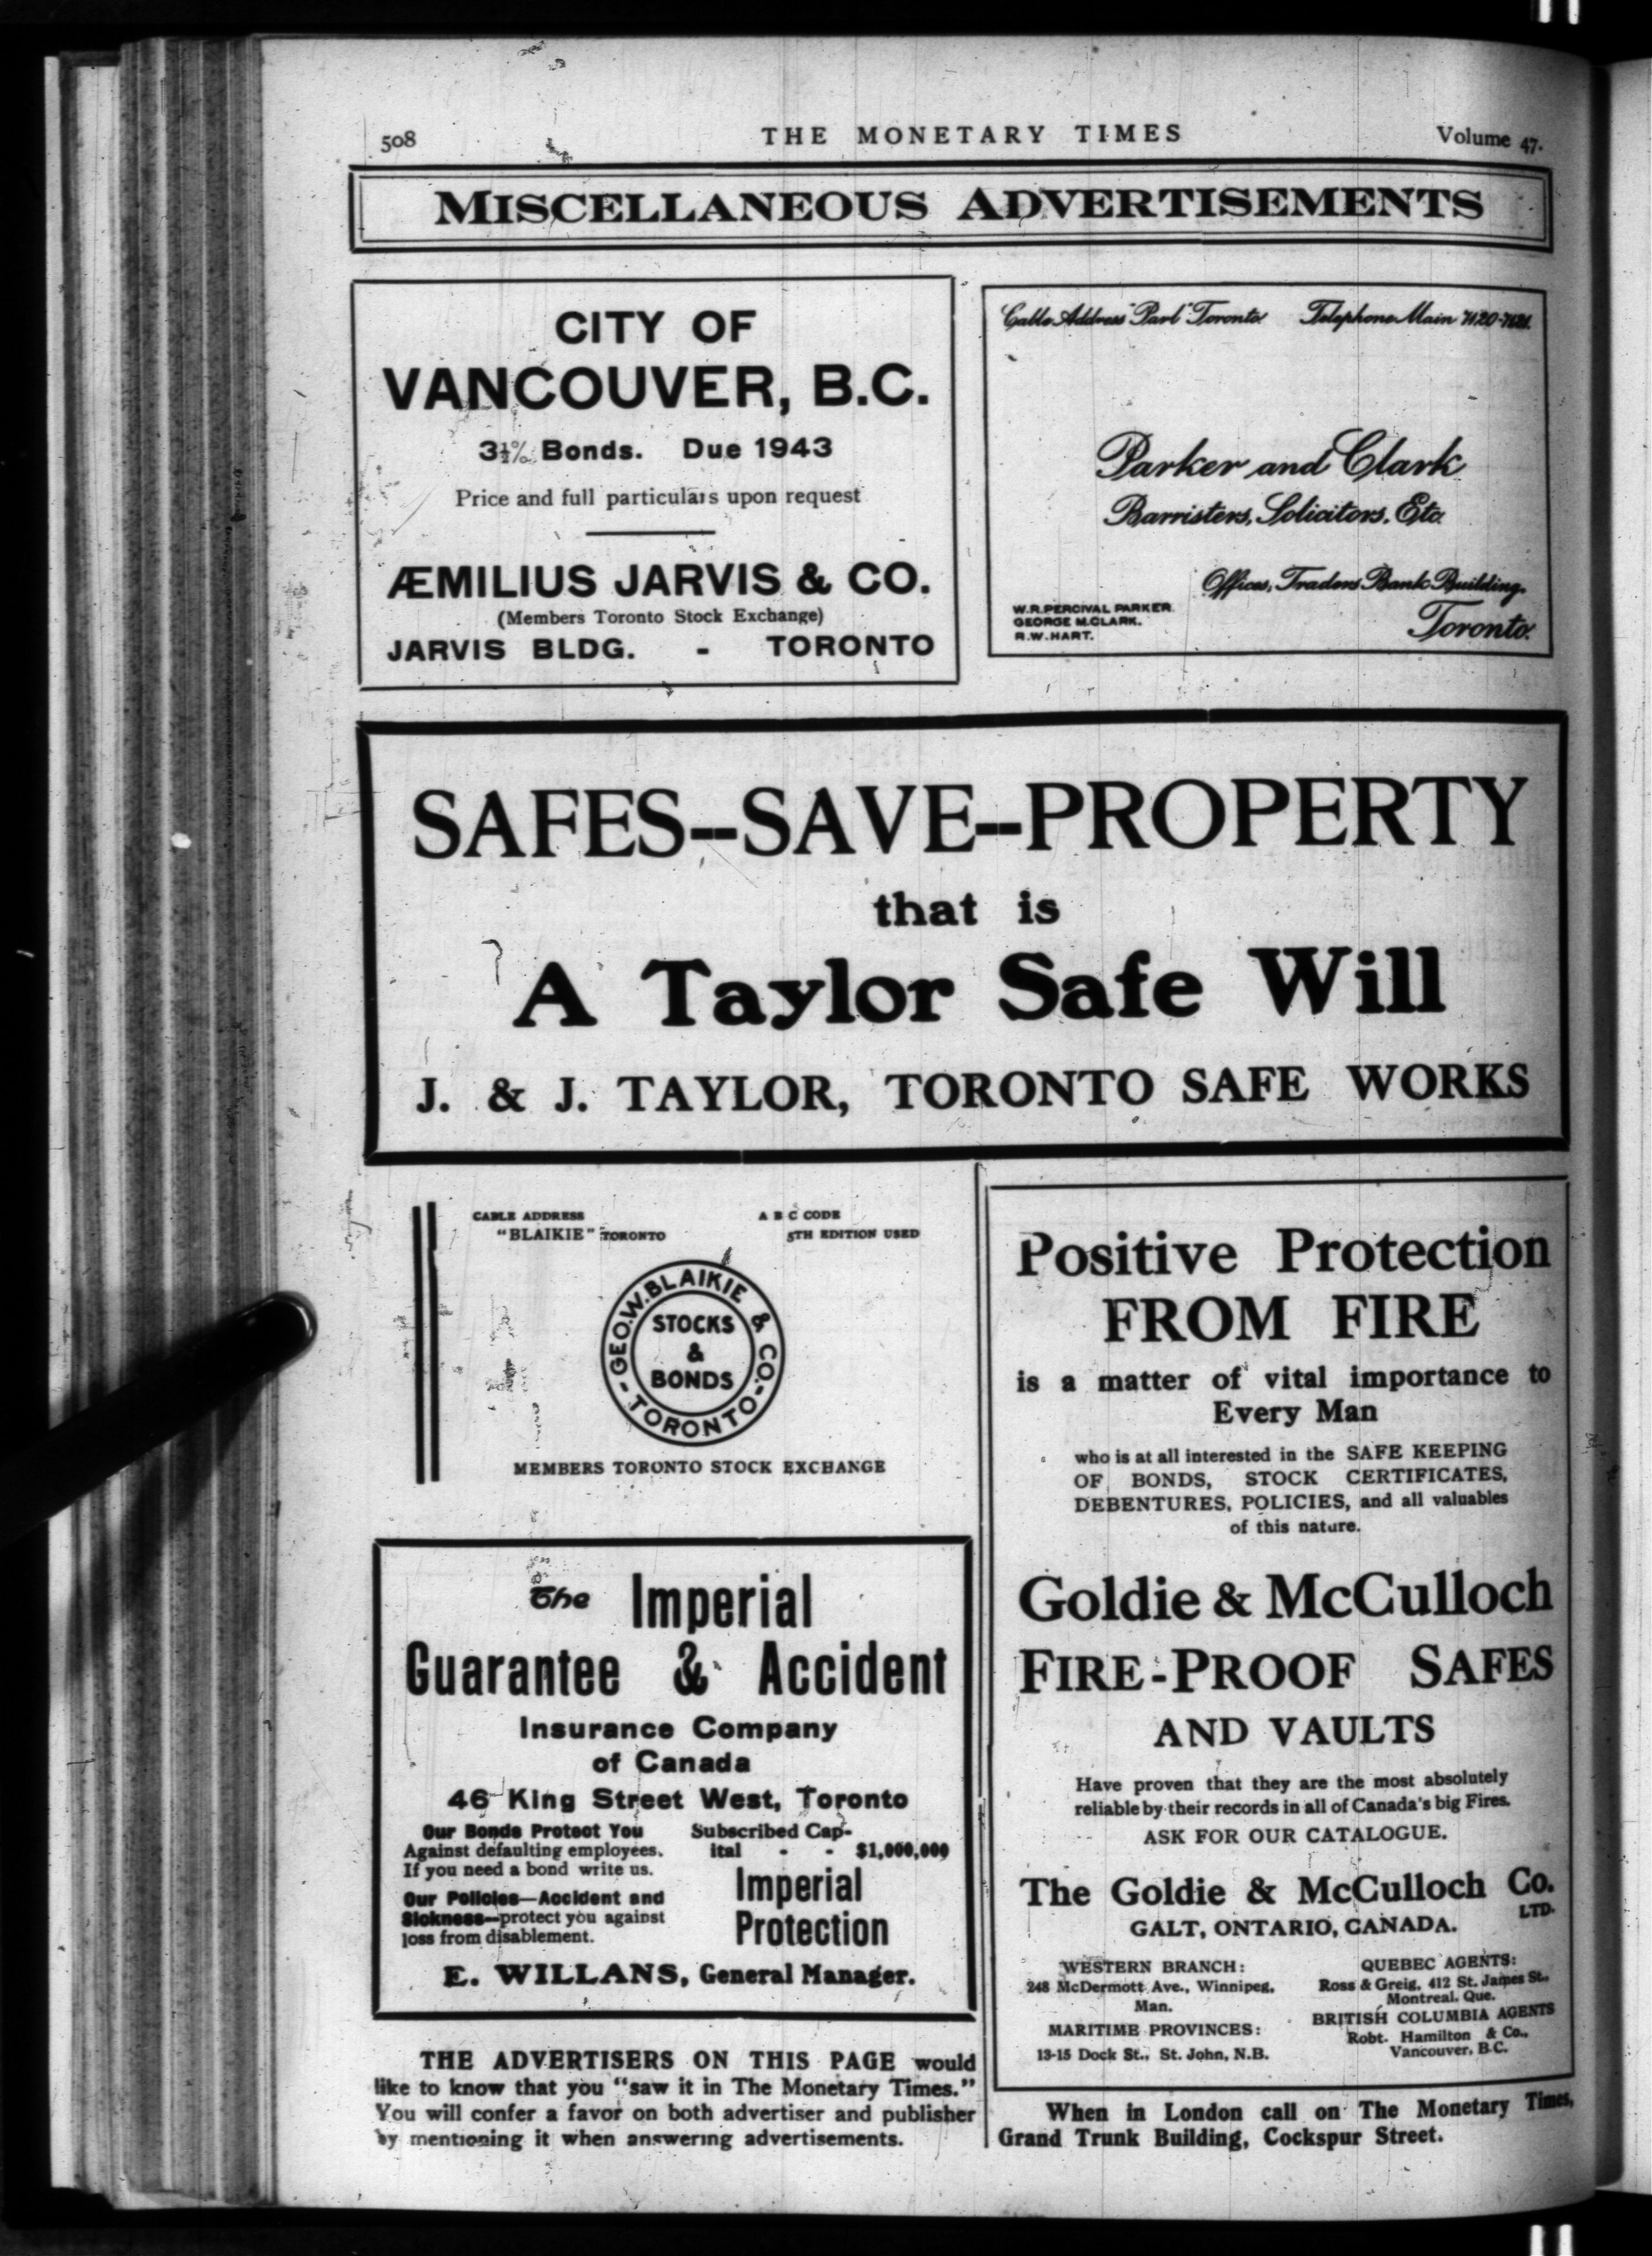 508
THE MONETARY TIMES
Volume 47.
MISCELLANEOUS ADVERTISEMENTS
CITY OF
VANCOUVER, B.C.
3½% Bonds. Due 1943
Price and full particulars upon request
ÆMILIUS JARVIS & CO.
(Members Toronto Stock Exchange)
JARVIS BLDG. - TORONTO
Cable Address "Parl" Toronto. Telephone Main
Parker and Clark
Barristers, Solicitors, Etc.
Offices, Traders Bank Building,
Toronto.
W.R.PERCIVAL PARKER.
GEORGE M.CLARK.
R.W.HART.
SAFES--SAVE--PROPERTY
that is
A Taylor Safe Will
J. & J. TAYLOR, TORONTO SAFE WORKS
CABLE ADDRESS
"BLAIKIE" TORONTO
A B C CODE
5TH EDITION USED
GEO.W.BLAIKIE & CO.
STOCKS
&
BONDS
-TORONTO-
MEMBERS TORONTO STOCK EXCHANGE
The Imperial
Guarantee & Accident
Insurance Company
of Canada
46 King Street West, Toronto
Our Bonds Protect You
Against defaulting employees.
If you need a bond write us.
Our Policies—Accident and
Sickness—protect you against
loss from disablement.
Subscribed Cap-
ital - - $1,000,000
Imperial
Protection
E. WILLANS, General Manager.
THE ADVERTISERS ON THIS PAGE would
like to know that you "saw it in The Monetary Times."
You will confer a favor on both advertiser and publisher
by mentioning it when answering advertisements.
Positive Protection
FROM FIRE
is a matter of vital importance to
Every Man
who is at all interested in the SAFE KEEPING
OF BONDS, STOCK CERTIFICATES,
DEBENTURES, POLICIES, and all valuables
of this nature.
Goldie & McCulloch
FIRE-PROOF SAFES
AND VAULTS
Have proven that they are the most absolutely
reliable by their records in all of Canada's big Fires.
ASK FOR OUR CATALOGUE.
The Goldie & McCulloch Co.
LTD.
GALT, ONTARIO, CANADA.
WESTERN BRANCH:
248 McDermott Ave., Winnipeg,
Man.
MARITIME PROVINCES:
13-15 Dock St., St. John, N.B.
QUEBEC AGENTS:
Ross & Greig, 412 St. James St.,
Montreal, Que.
BRITISH COLUMBIA AGENTS
Robt. Hamilton & Co.,
Vancouver, B.C.
When in London call on The Monetary Times,
Grand Trunk Building, Cockspur Street.